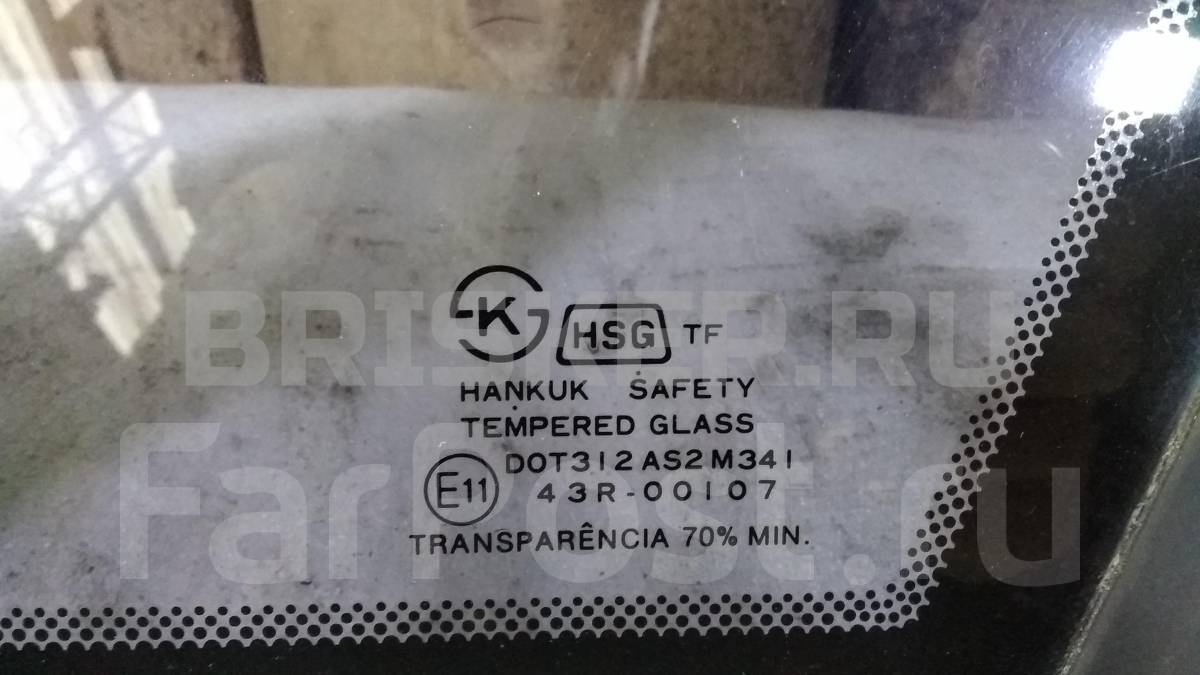 K HSG TF
HANKUK SAFETY
TEMPERED GLASS
DOT312 AS2 M341
E11 43R-00107
TRANSPARÊNCIA 70% MIN.
BRISKER.RU
FarPost.ru